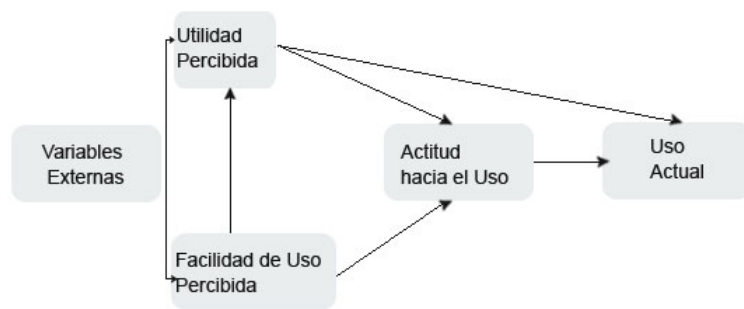 Utilidad
Percibida
Variables
Externas
Actitud
hacia el Uso
Uso
Actual
Facilidad de Uso
Percibida